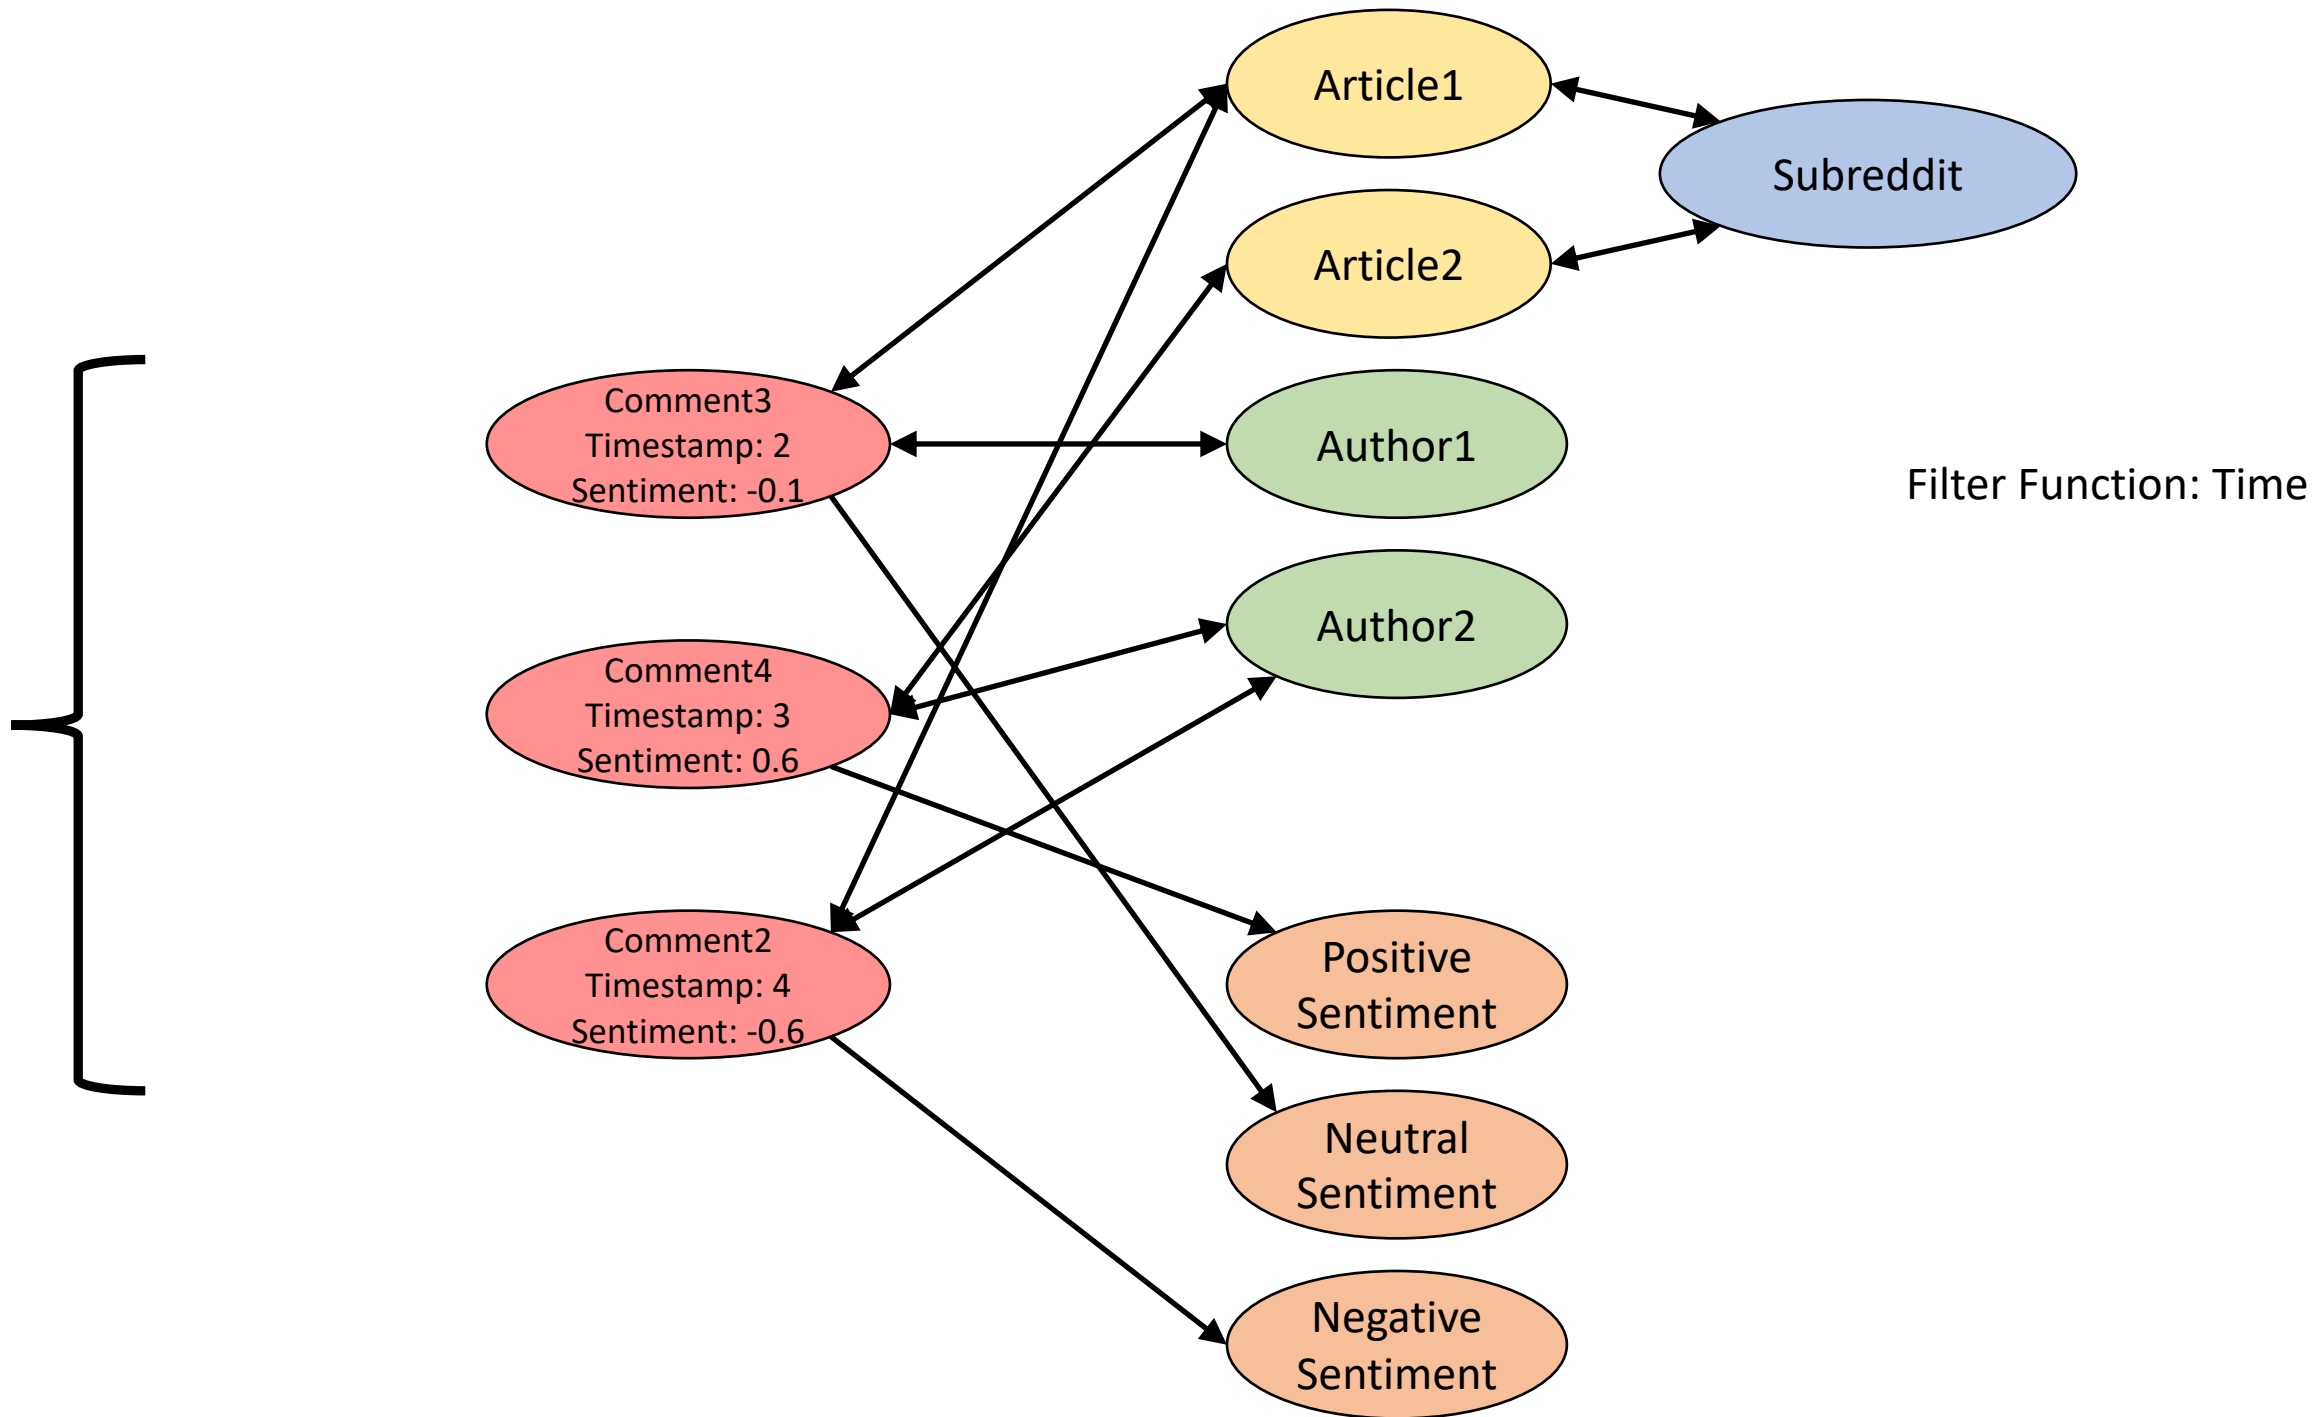 Article1
Subreddit
Article2
Comment3
Timestamp: 2
Sentiment: -0.1
Author1
Filter Function: Time
Author2
Comment4
Timestamp: 3
Sentiment: 0.6
Comment2
Timestamp: 4
Sentiment: -0.6
Positive
Sentiment
Neutral
Sentiment
Negative
Sentiment